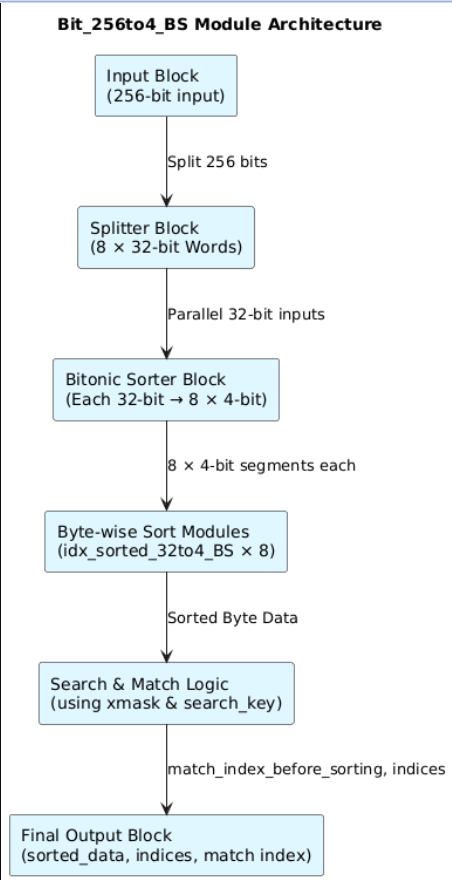 Bit_256to4_BS Module Architecture
Input Block
(256-bit input)
Split 256 bits
Splitter Block
(8 × 32-bit Words)
Parallel 32-bit inputs
Bitonic Sorter Block
(Each 32-bit → 8 × 4-bit)
8 × 4-bit segments each
Byte-wise Sort Modules
(idx_sorted_32to4_BS × 8)
Sorted Byte Data
Search & Match Logic
(using xmask & search_key)
match_index_before_sorting, indices
Final Output Block
(sorted_data, indices, match index)